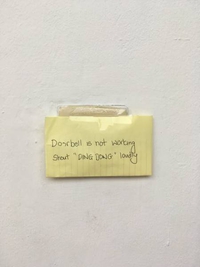 Doorbell is not working
Shout "DING DONG" loudly